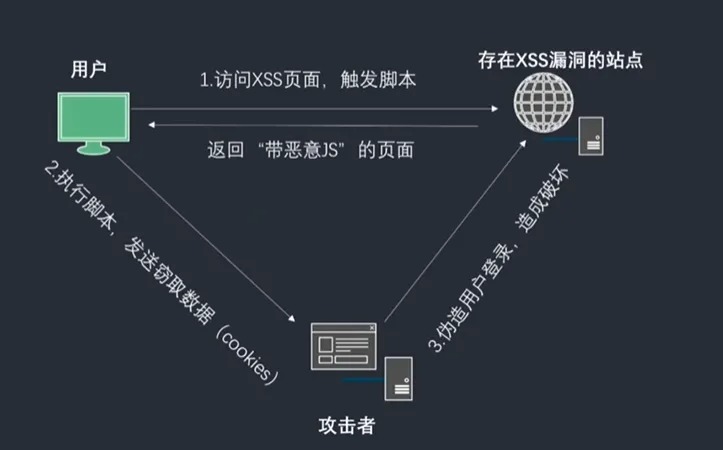 用户
存在XSS漏洞的站点
1.访问XSS页面，触发脚本
返回“带恶意JS”的页面
2.执行脚本，发送窃取数据（cookies）
3.伪造用户登录，造成破坏
攻击者